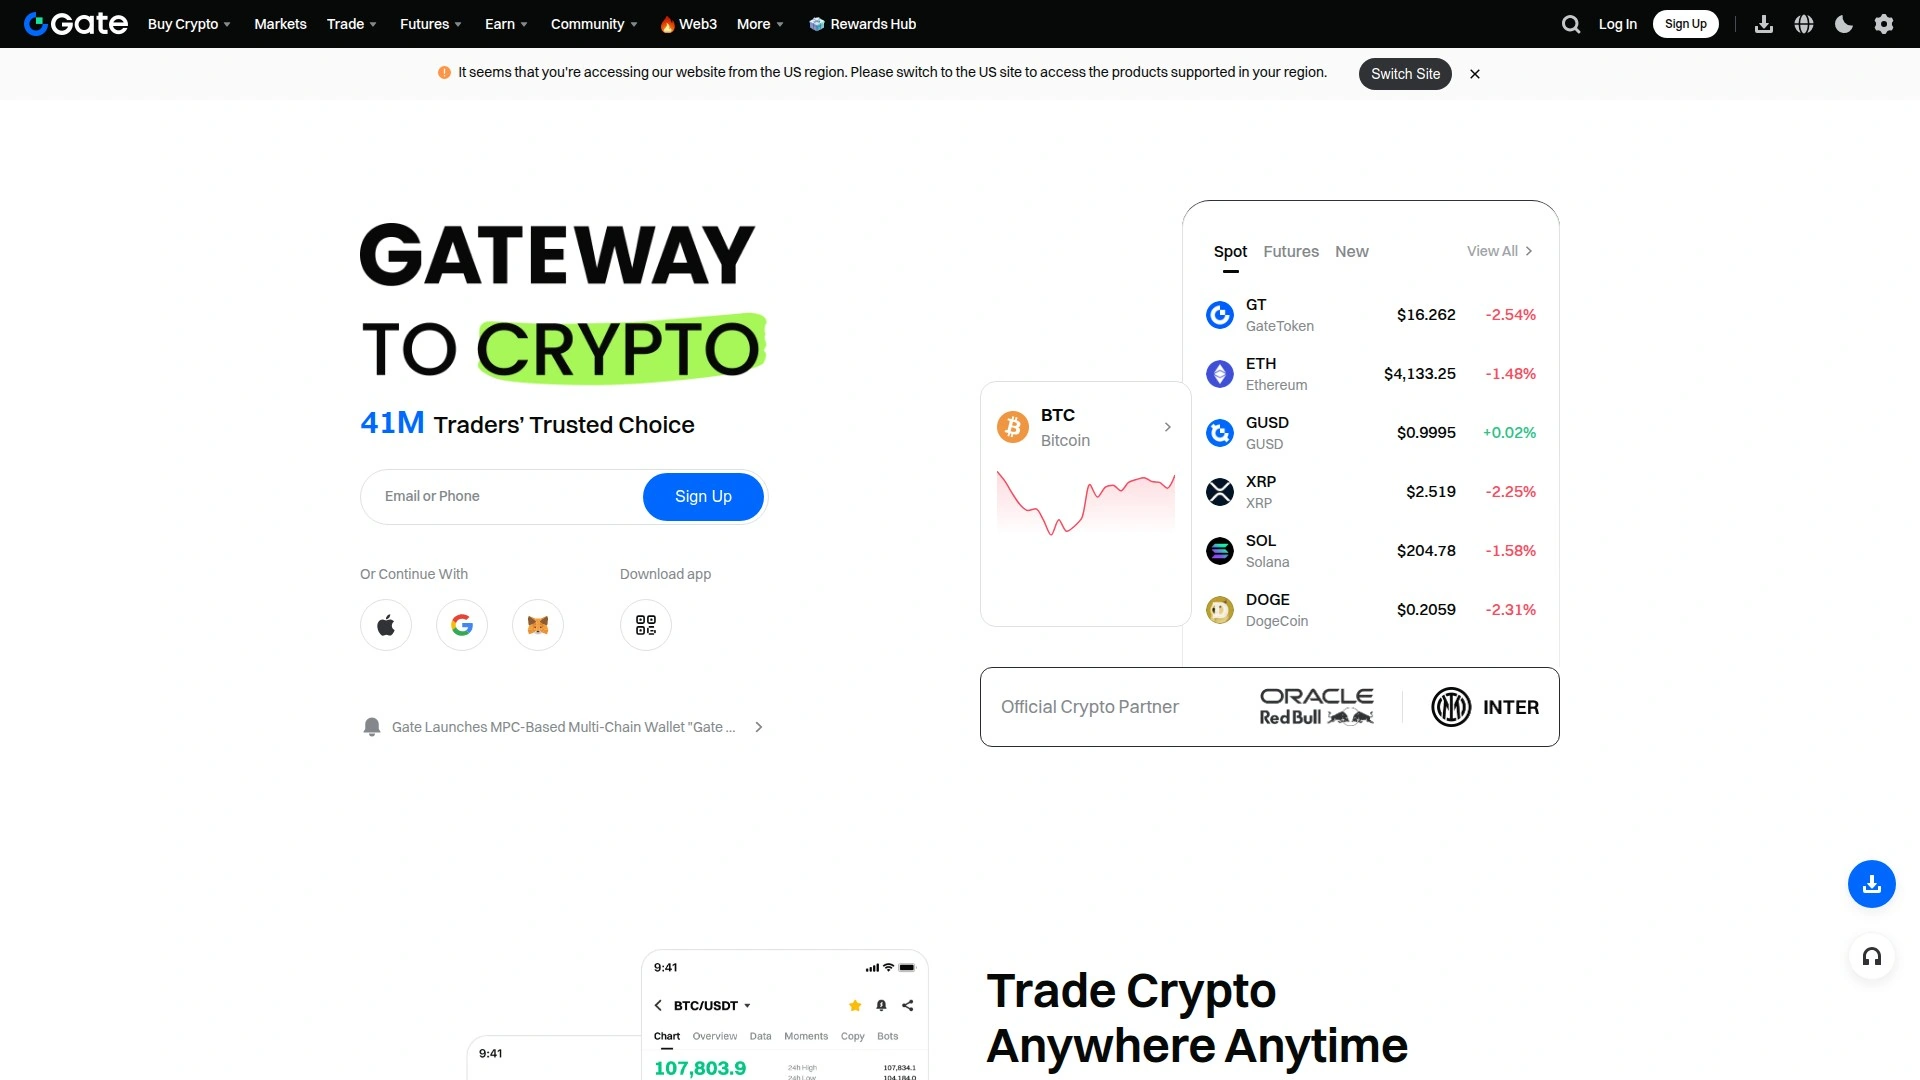 Gate
Buy Crypto
Markets
Trade
Futures
Earn
Community
Web3
More
Rewards Hub
Log In
Sign Up
It seems that you're accessing our website from the US region. Please switch to the US site to access the products supported in your region.
Switch Site
GATEWAY
TO CRYPTO
41M Traders’ Trusted Choice
Email or Phone
Sign Up
Or Continue With
Download app
Gate Launches MPC-Based Multi-Chain Wallet "Gate ...
BTC
Bitcoin
Spot Futures New View All
GT
GateToken
$16.262 -2.54%
ETH
Ethereum
$4,133.25 -1.48%
GUSD
GUSD
$0.9995 +0.02%
XRP
XRP
$2.519 -2.25%
SOL
Solana
$204.78 -1.58%
DOGE
DogeCoin
$0.2059 -2.31%
Official Crypto Partner
ORACLE
Red Bull
INTER
9:41
BTC/USDT
Chart Overview Data Moments Copy Bots
107,803.9
24h High 107,834.1
24h Low 104,184.0
9:41
Trade Crypto
Anywhere Anytime